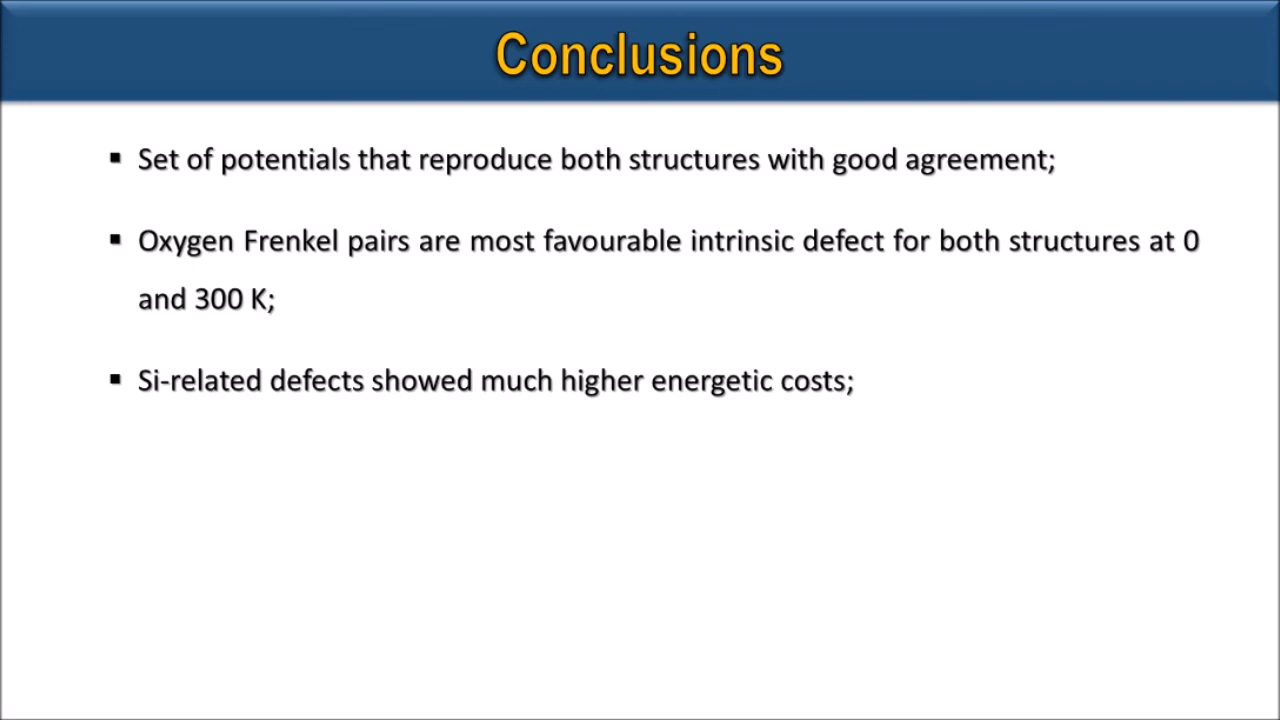 Conclusions
▪ Set of potentials that reproduce both structures with good agreement;
▪ Oxygen Frenkel pairs are most favourable intrinsic defect for both structures at 0
and 300 K;
▪ Si-related defects showed much higher energetic costs;